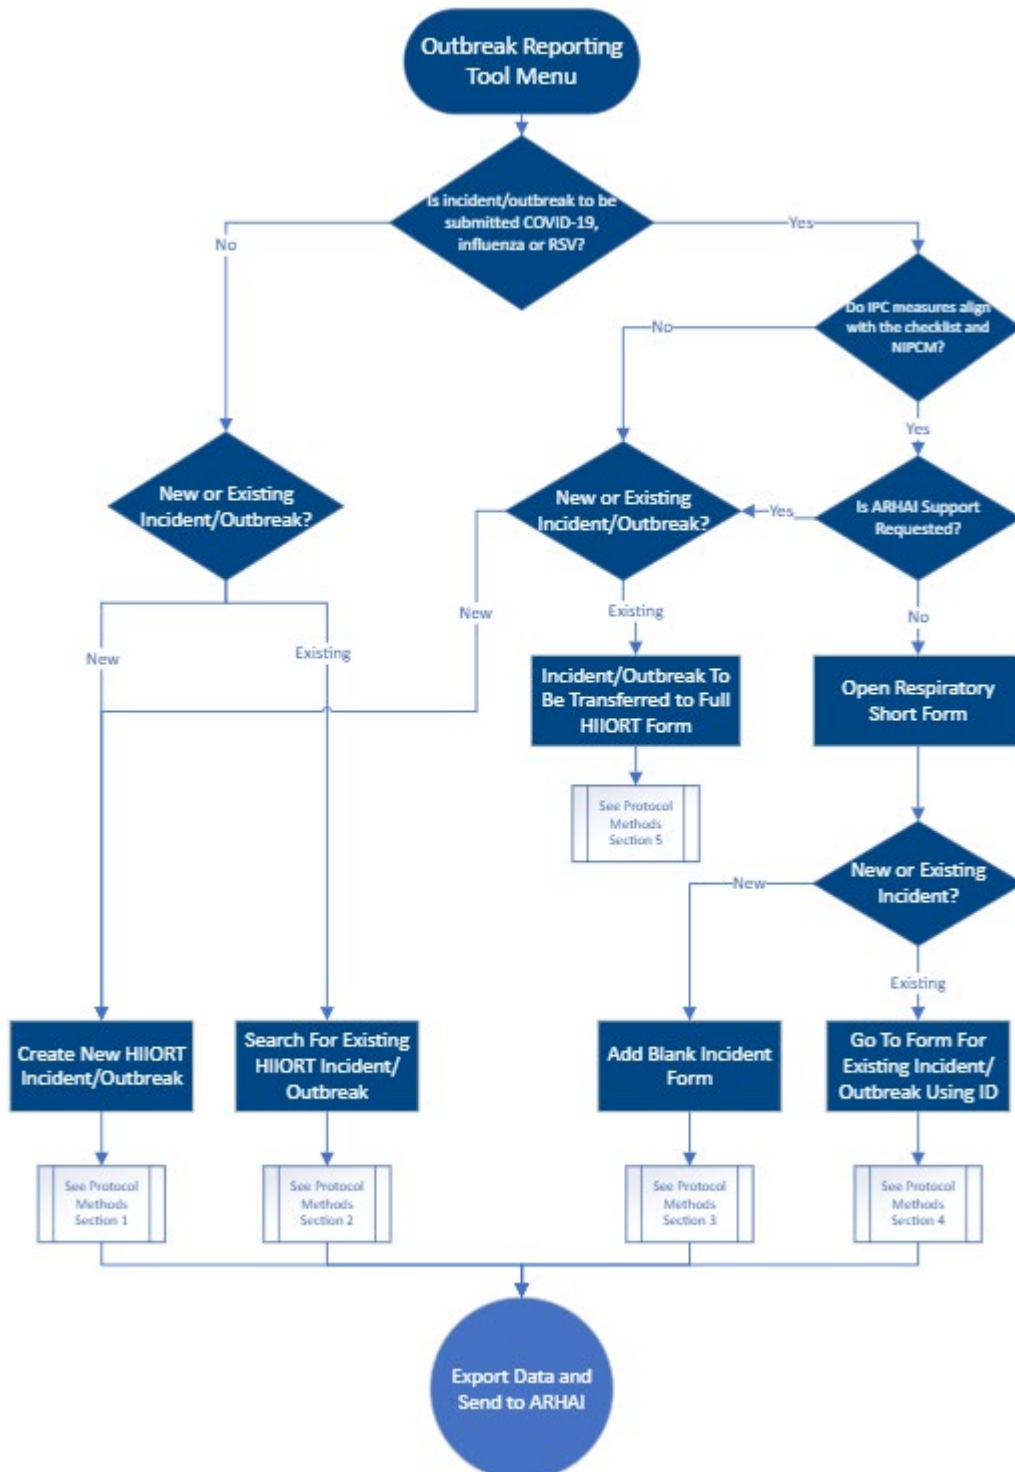 Outbreak Reporting
Tool Menu
Is incident/outbreak to be
submitted COVID-19,
influenza or RSV?
No
Yes
Do IPC measures align
with the checklist and
NIPCM?
No
Yes
New or Existing
Incident/Outbreak?
New or Existing
Incident/Outbreak?
Yes
Is ARHAI Support
Requested?
New
Existing
New
Existing
No
Incident/Outbreak To
Be Transferred to Full
HIIORT Form
Open Respiratory
Short Form
See Protocol
Methods
Section 5
New or Existing
Incident?
New
Existing
Create New HIIORT
Incident/Outbreak
Search For Existing
HIIORT Incident/
Outbreak
Add Blank Incident
Form
Go To Form For
Existing Incident/
Outbreak Using ID
See Protocol
Methods
Section 1
See Protocol
Methods
Section 2
See Protocol
Methods
Section 3
See Protocol
Methods
Section 4
Export Data and
Send to ARHAI